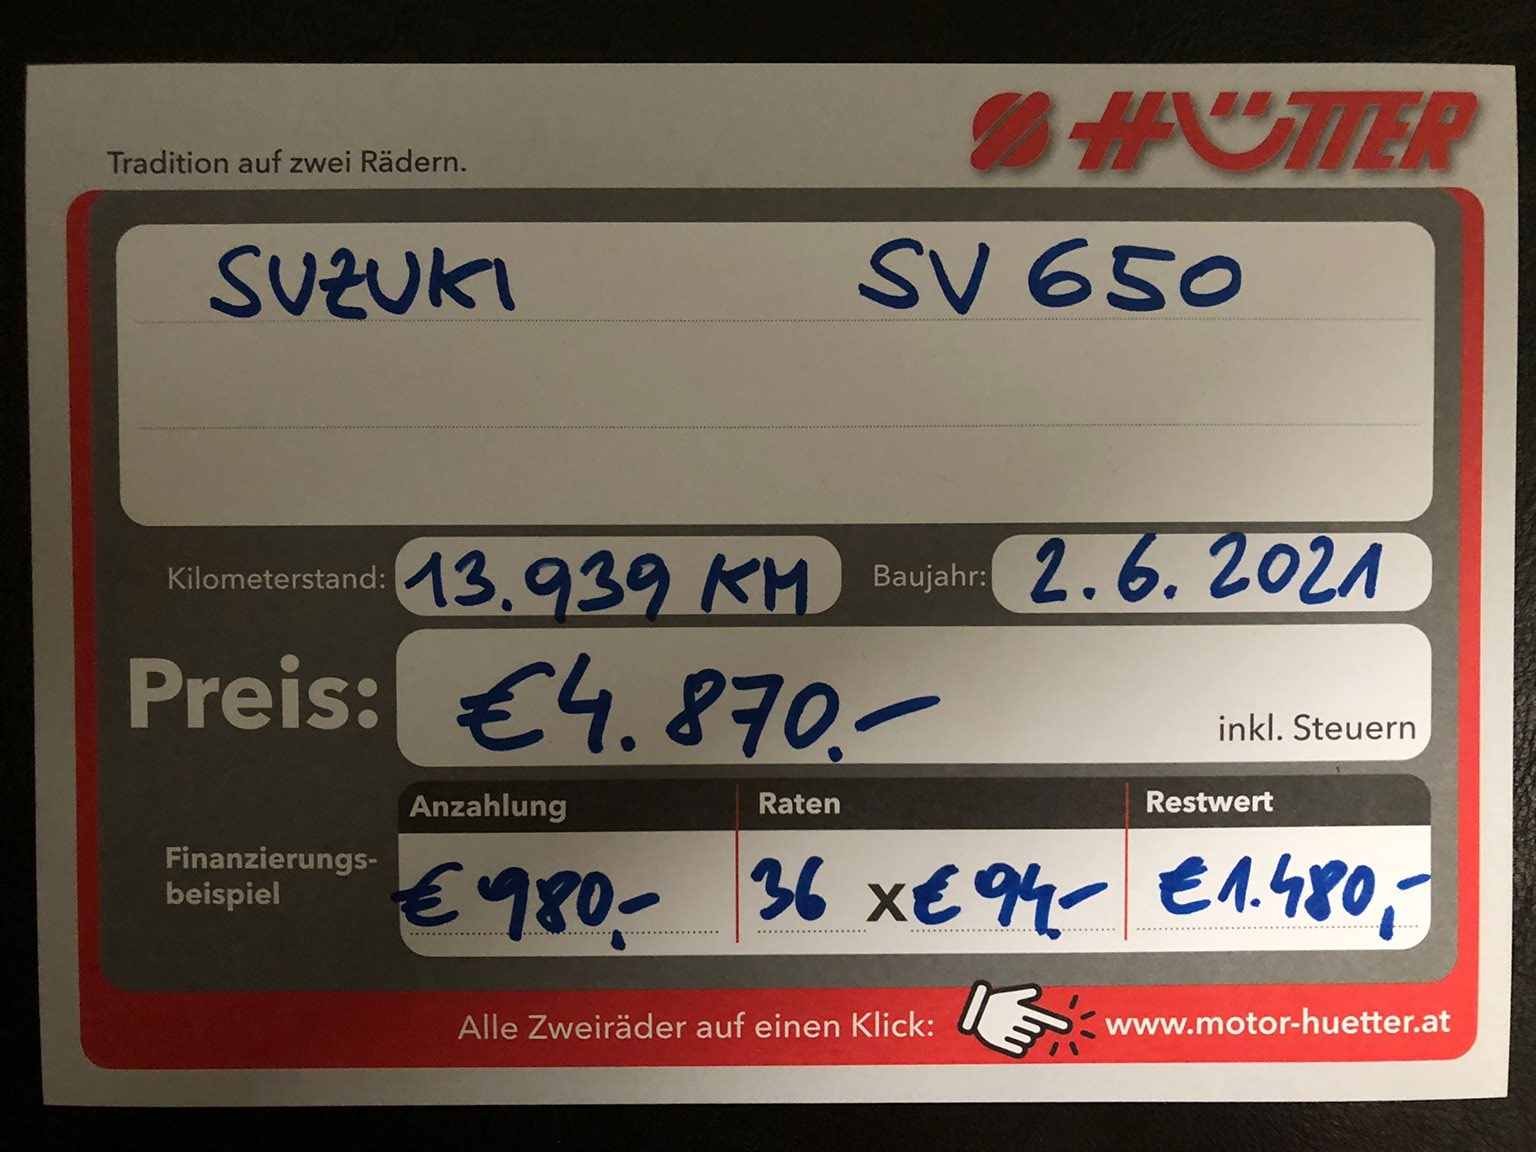 HÜTTER
Tradition auf zwei Rädern.
SUZUKI SV 650
Kilometerstand: 13.939 KM Baujahr: 2.6.2021
Preis: €4.870.- inkl. Steuern
Anzahlung Raten Restwert
Finanzierungs-
beispiel
€ 980,- 36 x € 94,- € 1.480,-
Alle Zweiräder auf einen Klick: www.motor-huetter.at